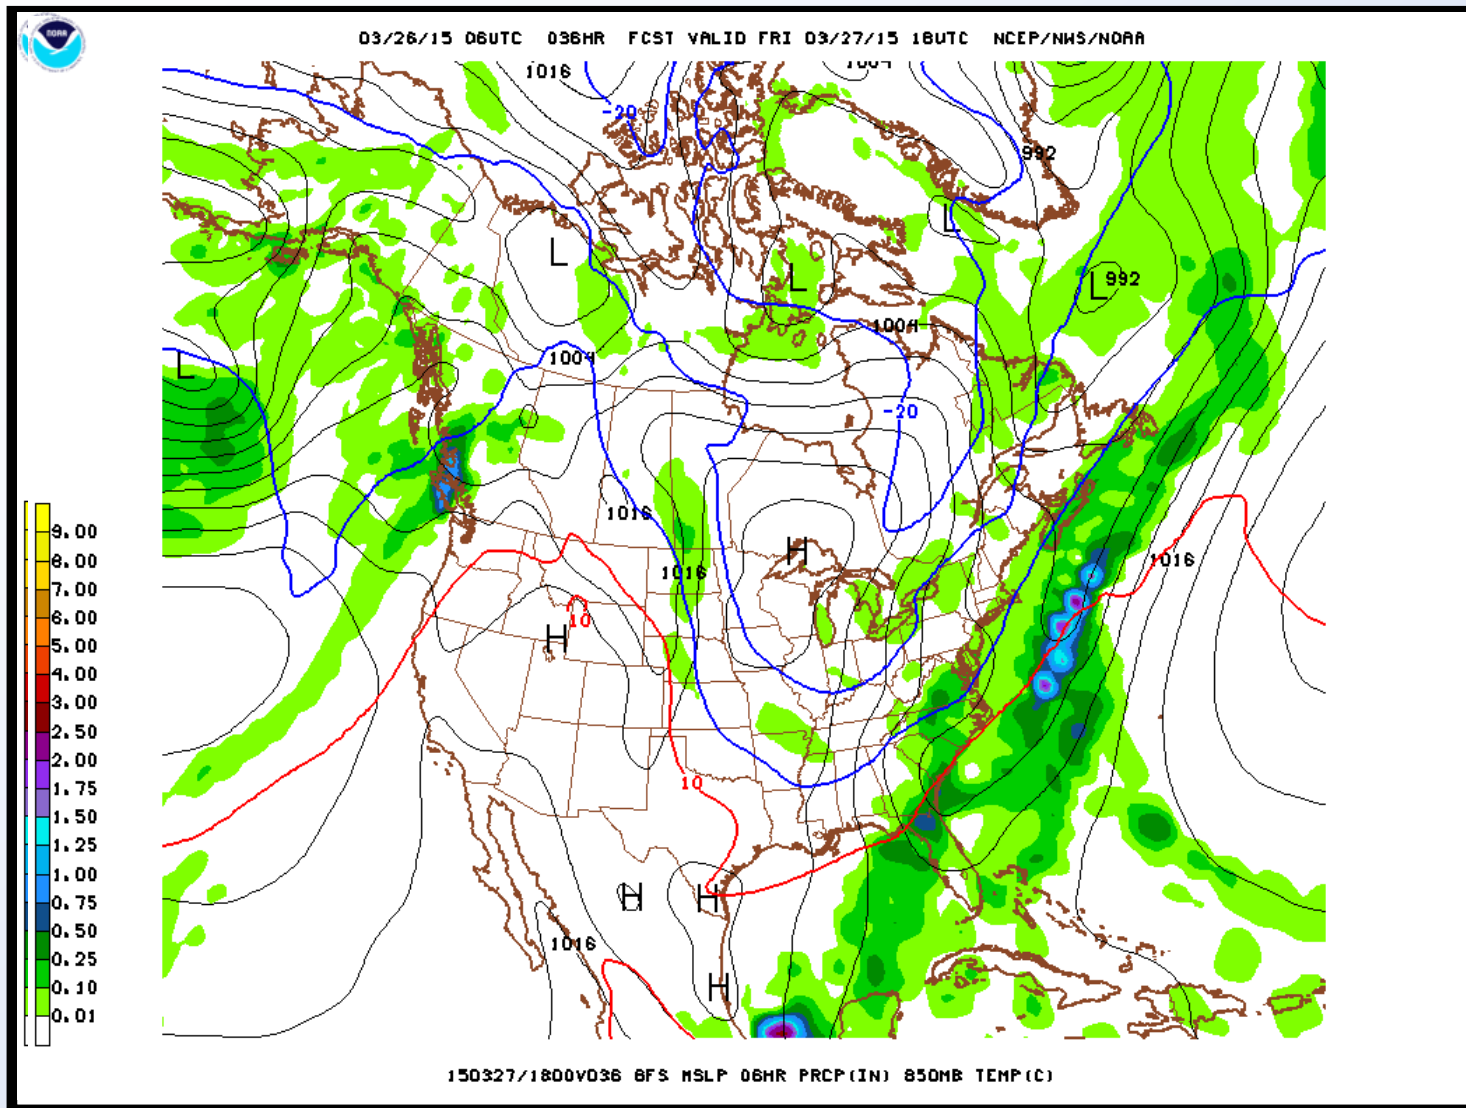 NOAA
03/26/15 06UTC 036HR FCST VALID FRI 03/27/15 18UTC NCEP/NWS/NOAA
1016
1004
-20
992
L
L
L
L 992
1004
L
1004
-20
9.00
8.00
7.00
6.00
5.00
4.00
3.00
2.50
2.00
1.75
1.50
1.25
1.00
0.75
0.50
0.25
0.10
0.01
1016
H
1016
1016
10
H
10
H
H
1016
H
150327/1800V036 GFS MSLP 06HR PRCP(IN) 850MB TEMP(C)